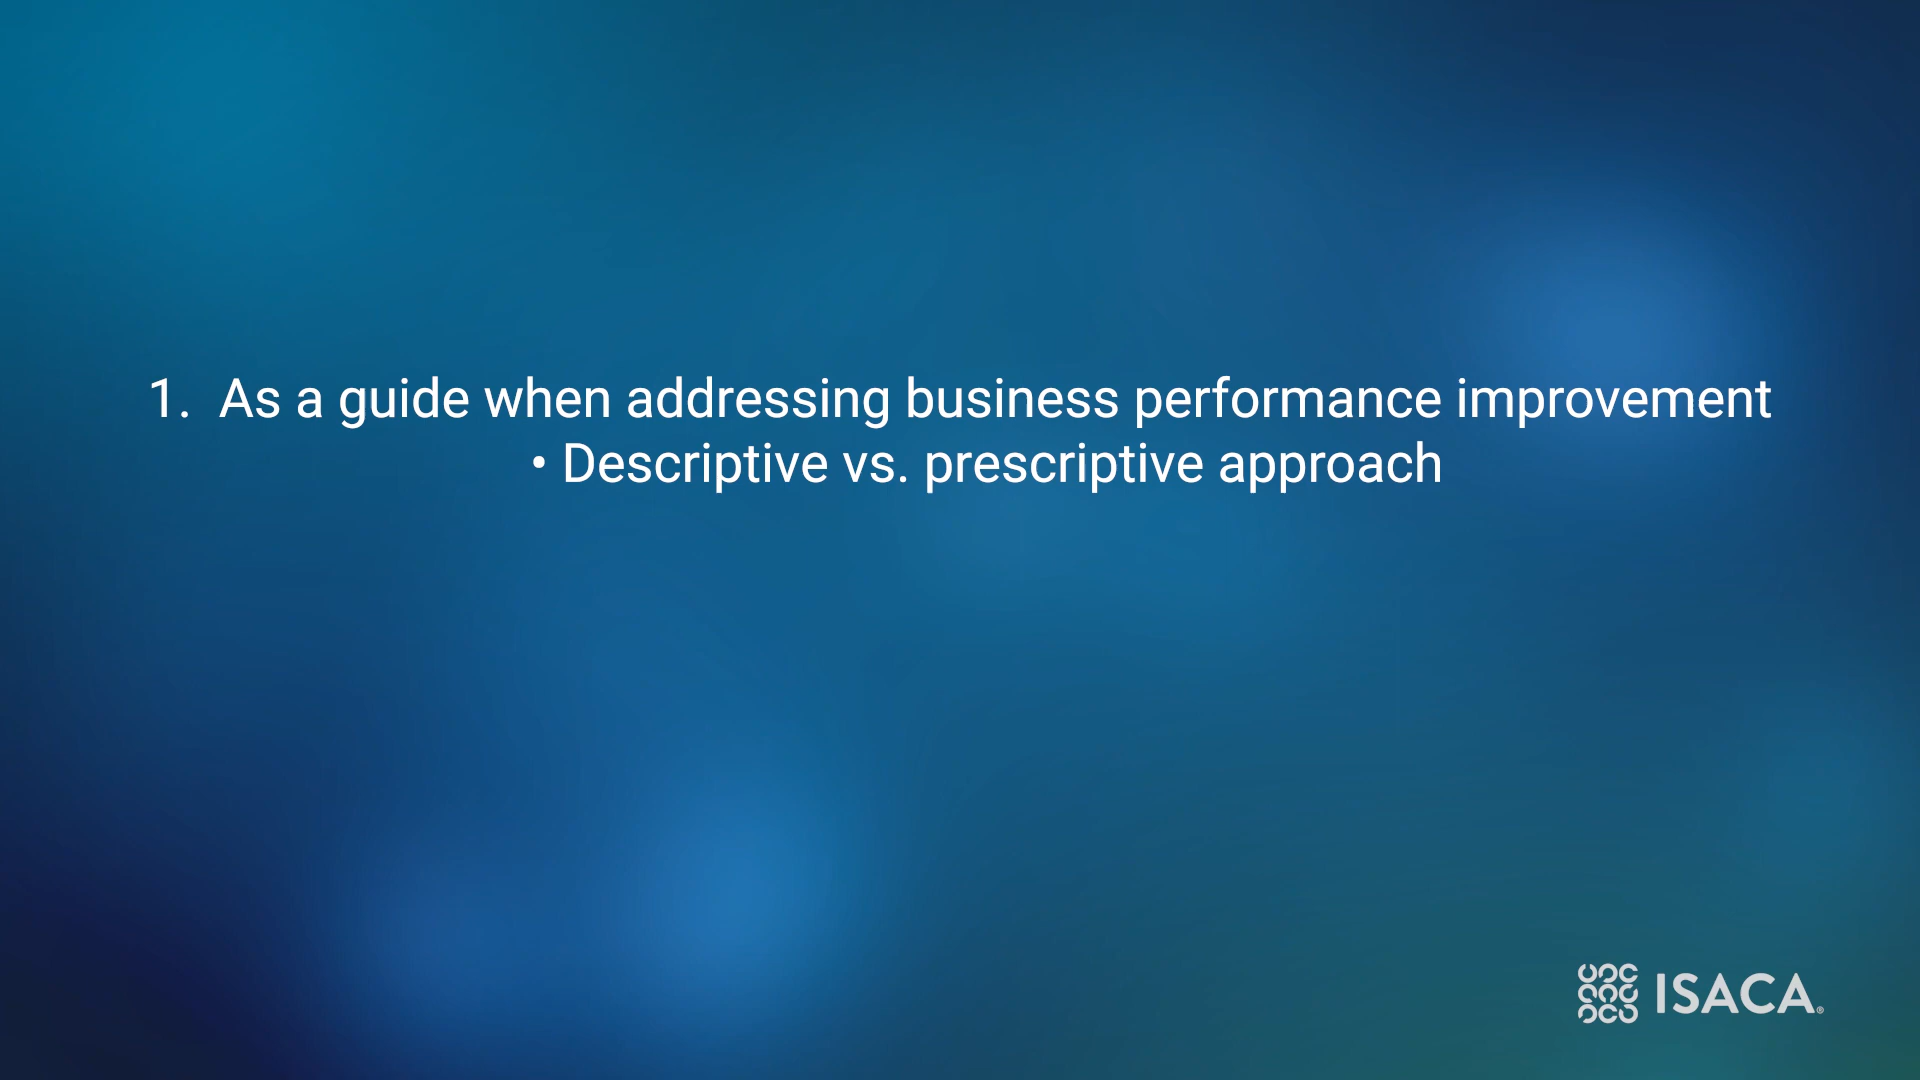 1. As a guide when addressing business performance improvement
• Descriptive vs. prescriptive approach
ISACA®